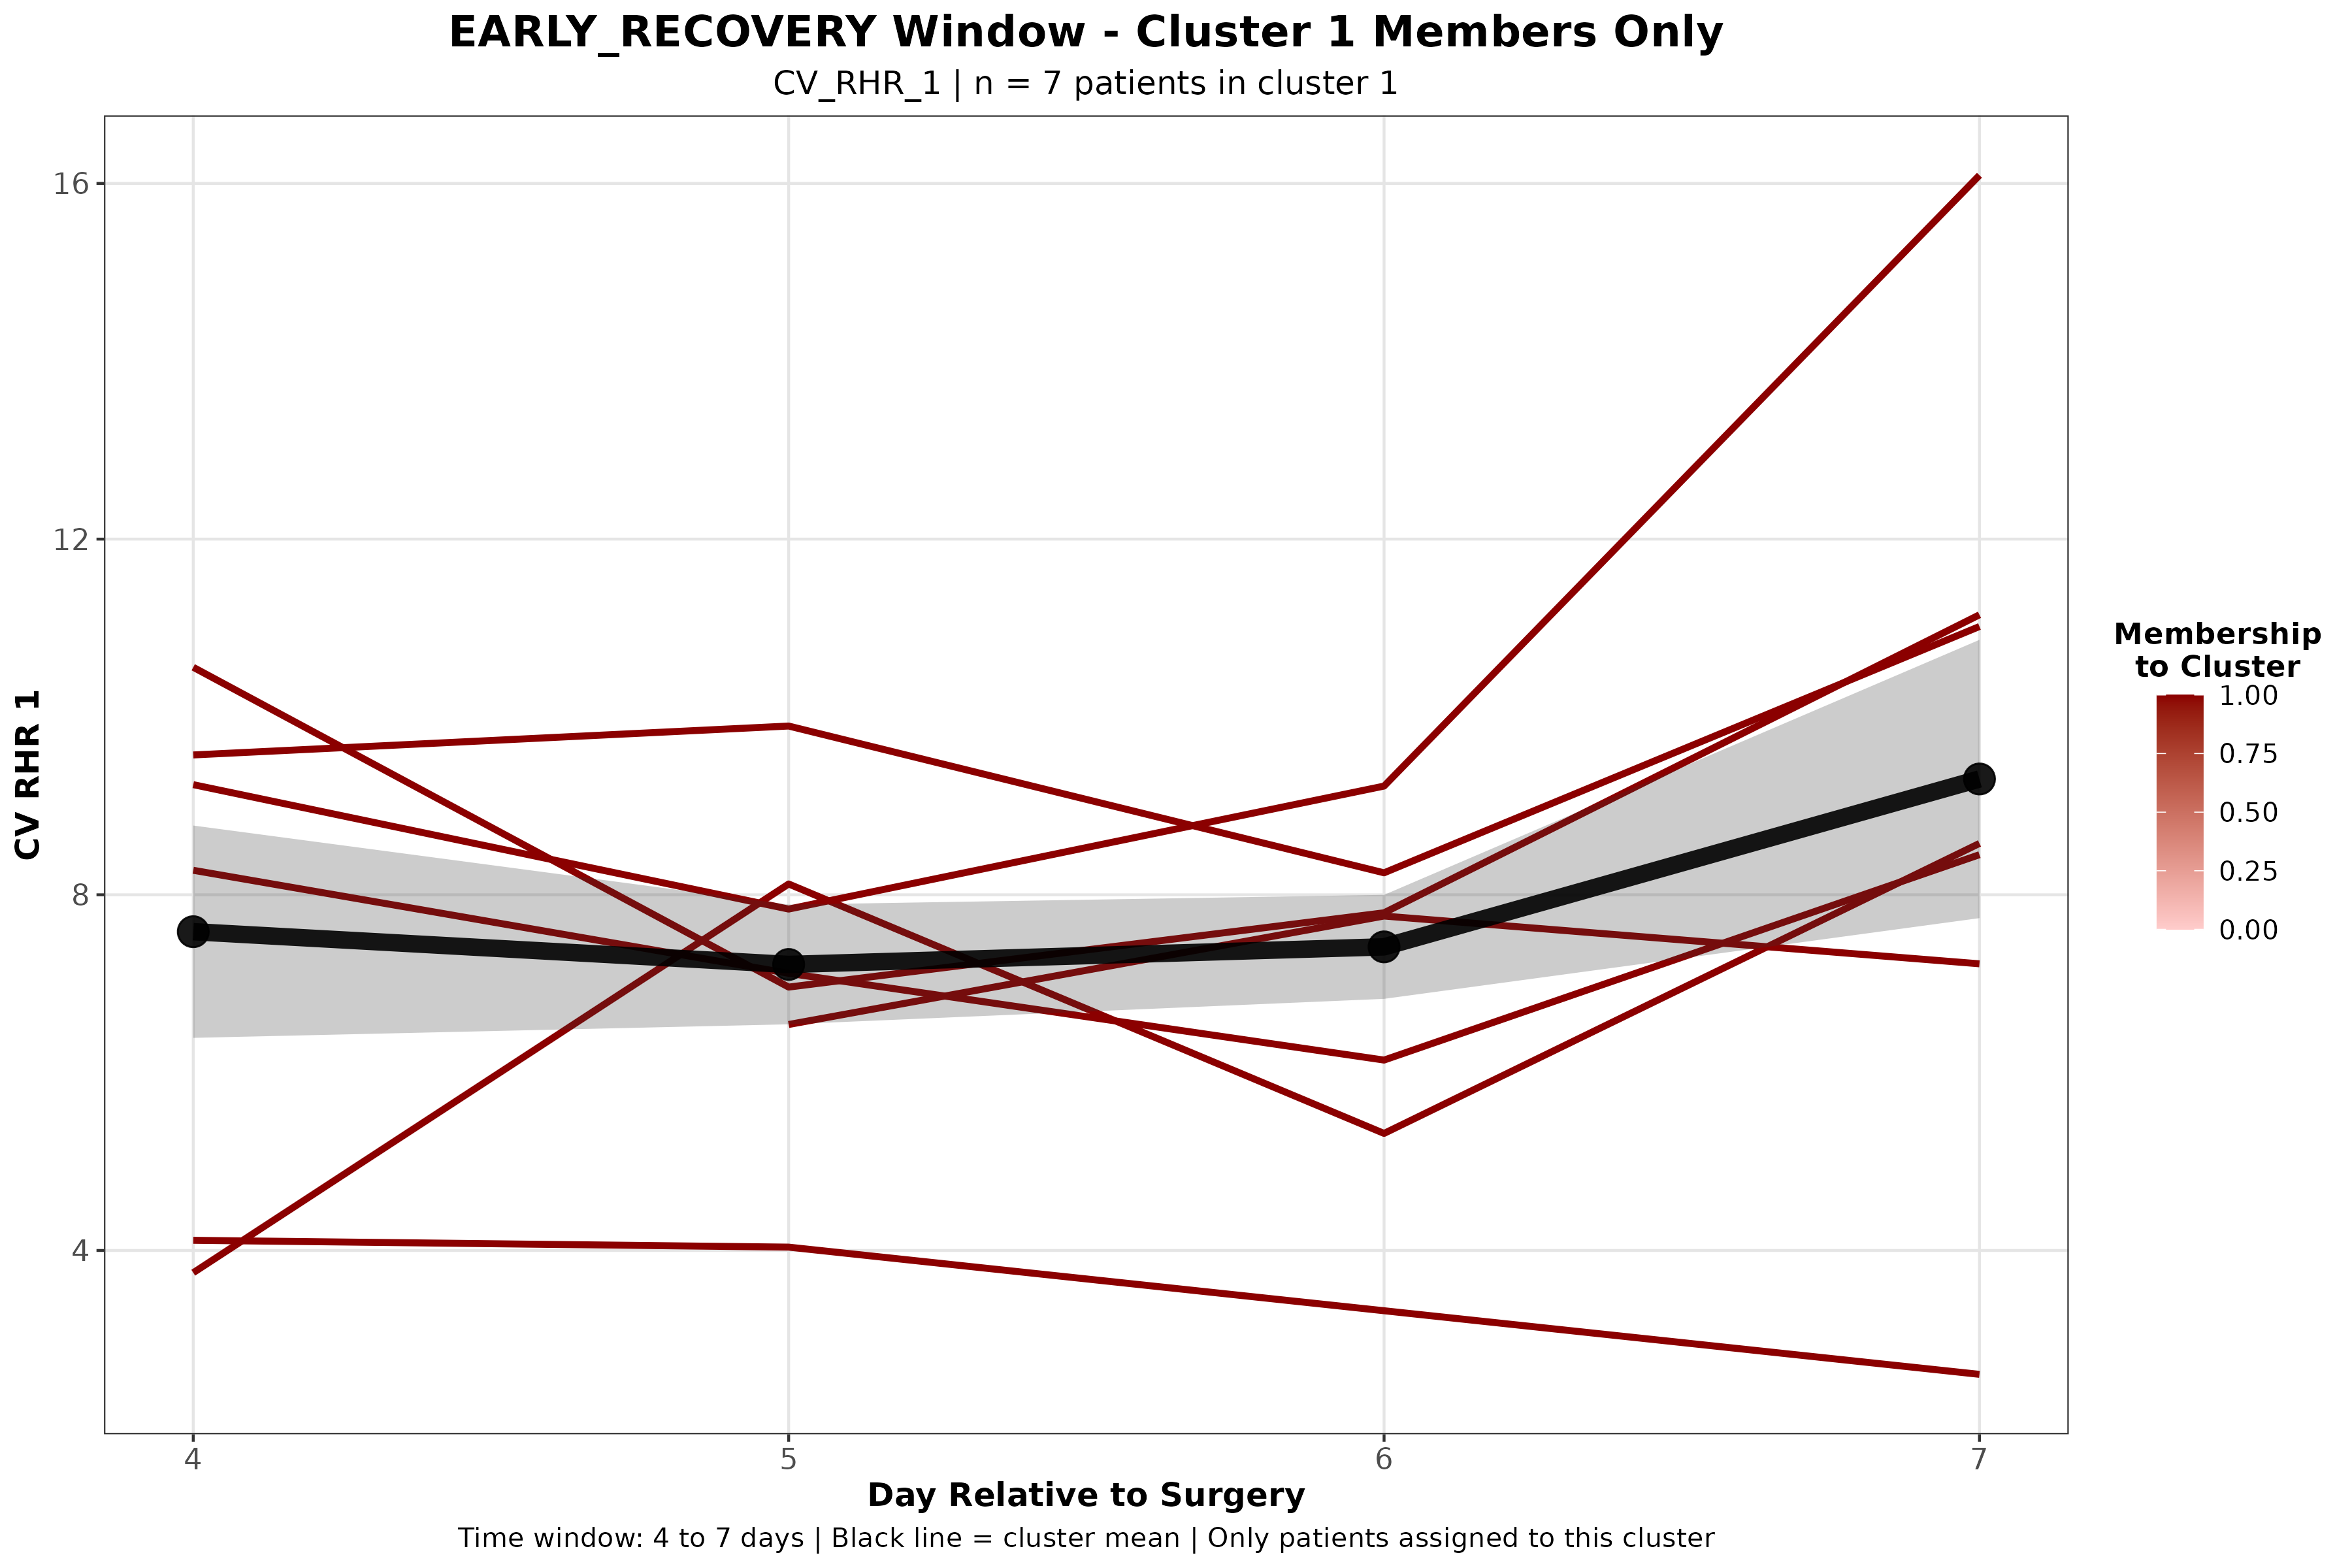 EARLY_RECOVERY Window - Cluster 1 Members Only
CV_RHR_1 | n = 7 patients in cluster 1
16
12
8
4
CV RHR 1
4
5
6
7
Day Relative to Surgery
Time window: 4 to 7 days | Black line = cluster mean | Only patients assigned to this cluster
Membership
to Cluster
1.00
0.75
0.50
0.25
0.00